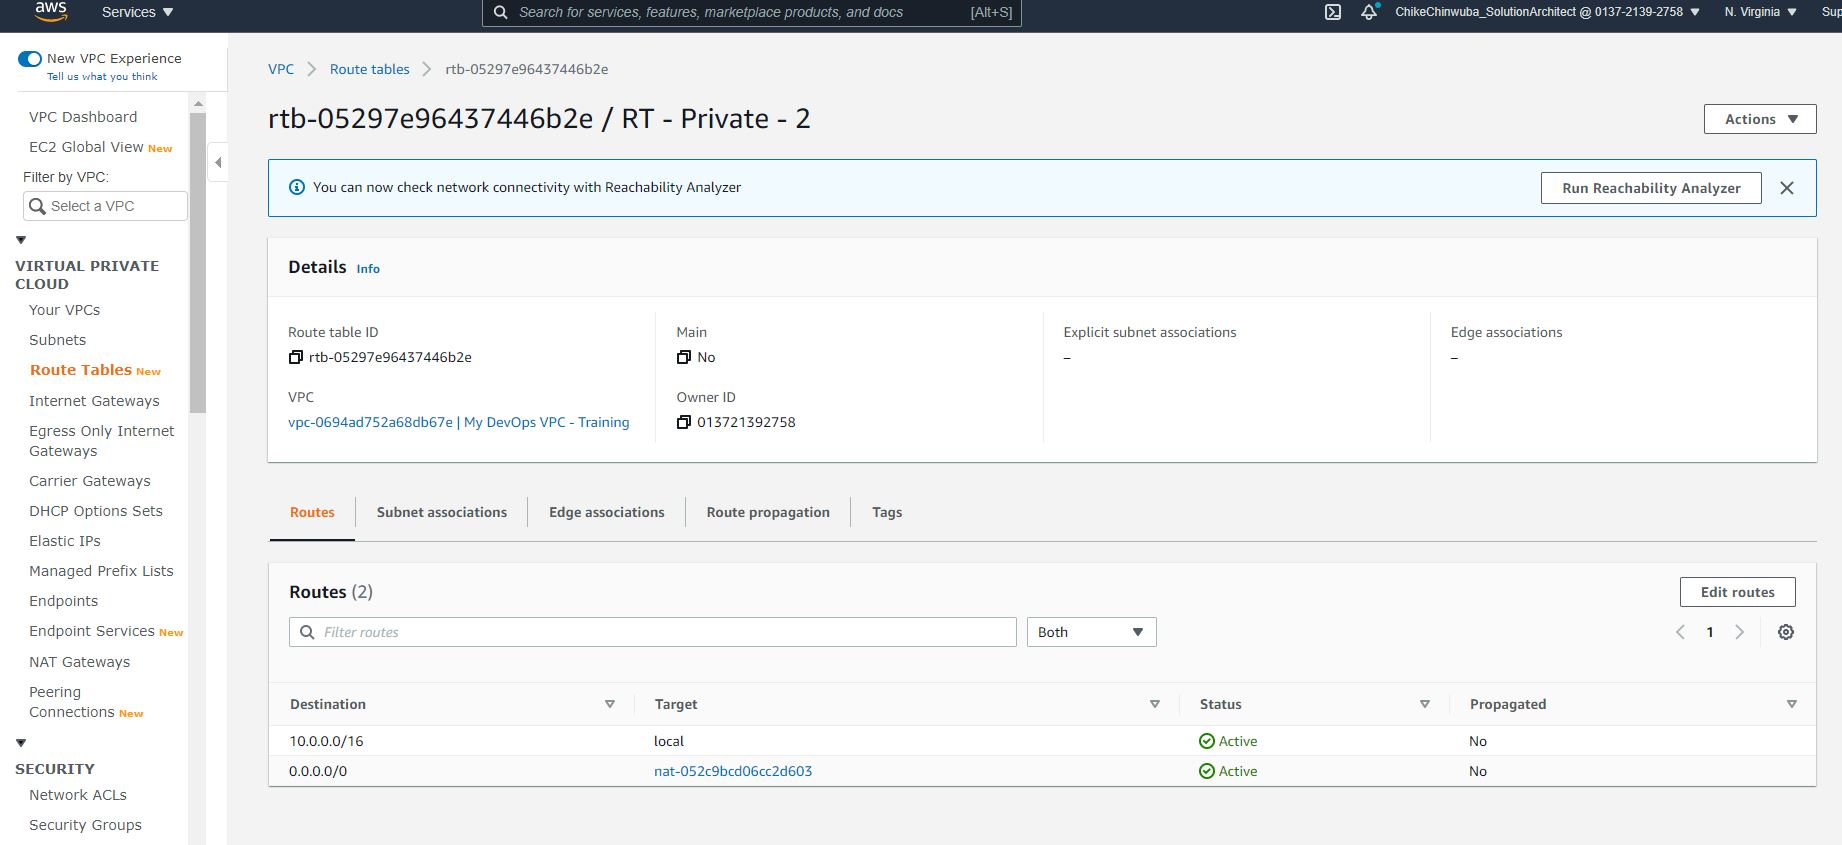 aws
Services
Search for services, features, marketplace products, and docs
[Alt+S]
ChikeChinwuba_SolutionArchitect @ 0137-2139-2758
N. Virginia
New VPC Experience
Tell us what you think
VPC Dashboard
EC2 Global View New
Filter by VPC:
Select a VPC
VIRTUAL PRIVATE
CLOUD
Your VPCs
Subnets
Route Tables New
Internet Gateways
Egress Only Internet
Gateways
Carrier Gateways
DHCP Options Sets
Elastic IPs
Managed Prefix Lists
Endpoints
Endpoint Services New
NAT Gateways
Peering
Connections New
SECURITY
Network ACLs
Security Groups
VPC > Route tables > rtb-05297e96437446b2e
rtb-05297e96437446b2e / RT - Private - 2
Actions
You can now check network connectivity with Reachability Analyzer
Run Reachability Analyzer
Details Info
Route table ID
rtb-05297e96437446b2e
Main
No
Explicit subnet associations
–
Edge associations
–
VPC
vpc-0694ad752a68db67e | My DevOps VPC - Training
Owner ID
013721392758
Routes
Subnet associations
Edge associations
Route propagation
Tags
Routes (2)
Edit routes
Filter routes
Both
1
Destination Target Status Propagated
10.0.0.0/16 local Active No
0.0.0.0/0 nat-052c9bcd06cc2d603 Active No